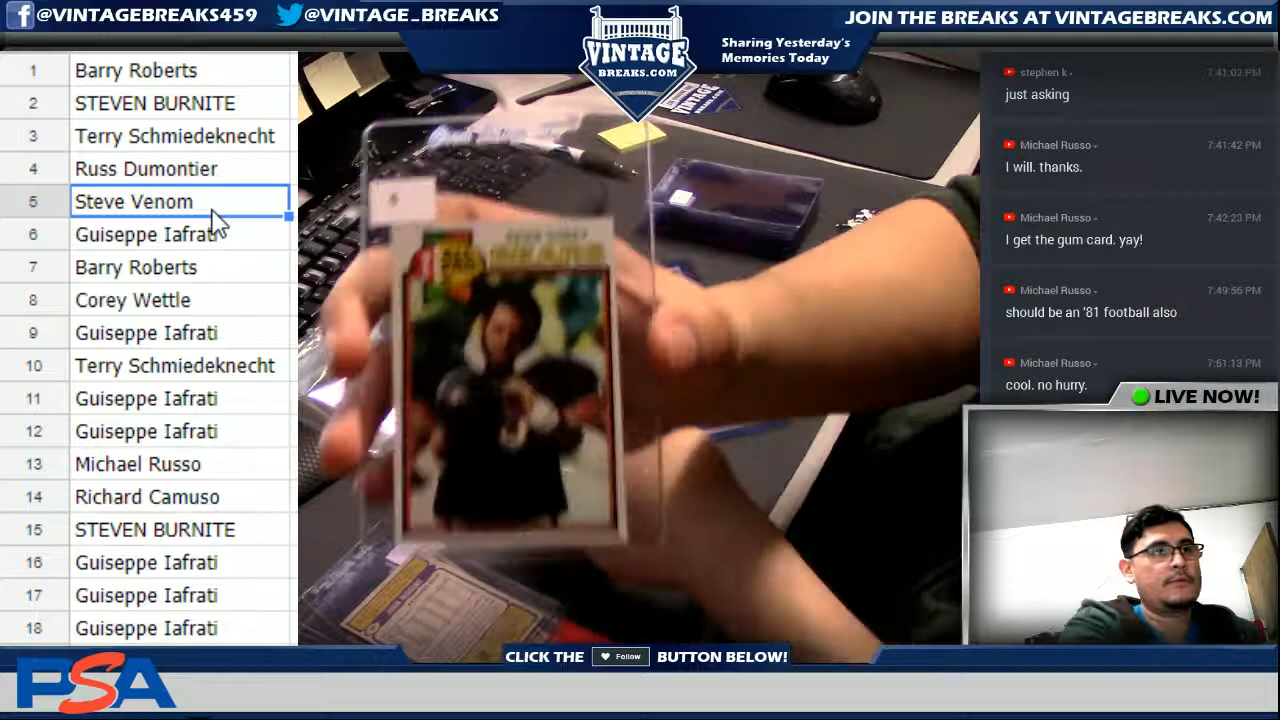 @VINTAGEBREAKS459
@VINTAGE_BREAKS
VINTAGE
BREAKS.COM
Sharing Yesterday's
Memories Today
JOIN THE BREAKS AT VINTAGEBREAKS.COM
1 Barry Roberts
2 STEVEN BURNITE
3 Terry Schmiedeknecht
4 Russ Dumontier
5 Steve Venom
6 Guiseppe Iafrati
7 Barry Roberts
8 Corey Wettle
9 Guiseppe Iafrati
10 Terry Schmiedeknecht
11 Guiseppe Iafrati
12 Guiseppe Iafrati
13 Michael Russo
14 Richard Camuso
15 STEVEN BURNITE
16 Guiseppe Iafrati
17 Guiseppe Iafrati
18 Guiseppe Iafrati
VINTAGE
stephen k 7:41:02 PM
just asking
Michael Russo 7:41:42 PM
I will. thanks.
Michael Russo 7:42:23 PM
I get the gum card. yay!
Michael Russo 7:49:56 PM
should be an '81 football also
Michael Russo 7:51:13 PM
cool. no hurry.
LIVE NOW!
CLICK THE Follow BUTTON BELOW!
PSA